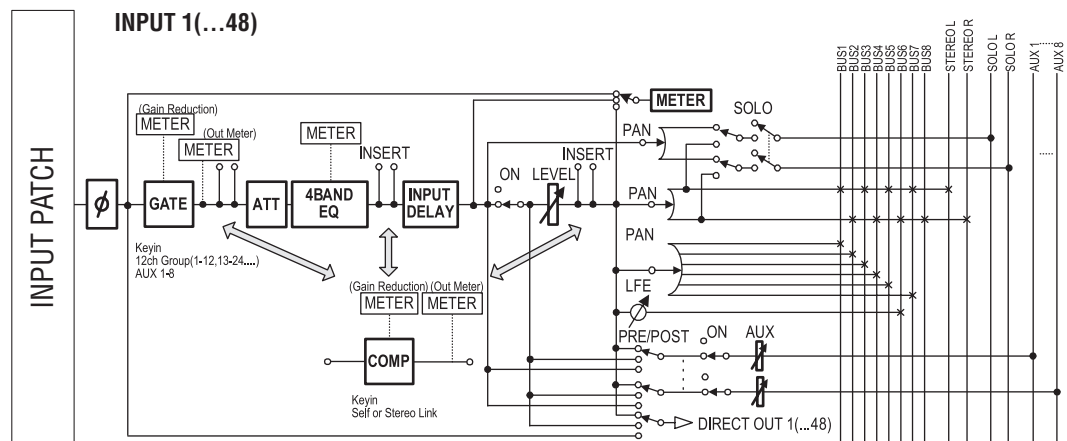 INPUT 1(...48)
INPUT PATCH
BUS1
BUS2
BUS3
BUS4
BUS5
BUS6
BUS7
BUS8
STEREO L
STEREO R
SOLO L
SOLO R
AUX 1
AUX 8
(Gain Reduction)
METER
(Out Meter)
METER
METER
INSERT
METER
SOLO
PAN
ON
LEVEL
INSERT
ϕ
GATE
ATT
4BAND
EQ
INPUT
DELAY
PAN
Keyin
12ch Group(1-12,13-24....)
AUX 1-8
PAN
(Gain Reduction)
(Out Meter)
METER
METER
LFE
PRE/POST
ON
AUX
COMP
Keyin
Self or Stereo Link
DIRECT OUT 1(...48)